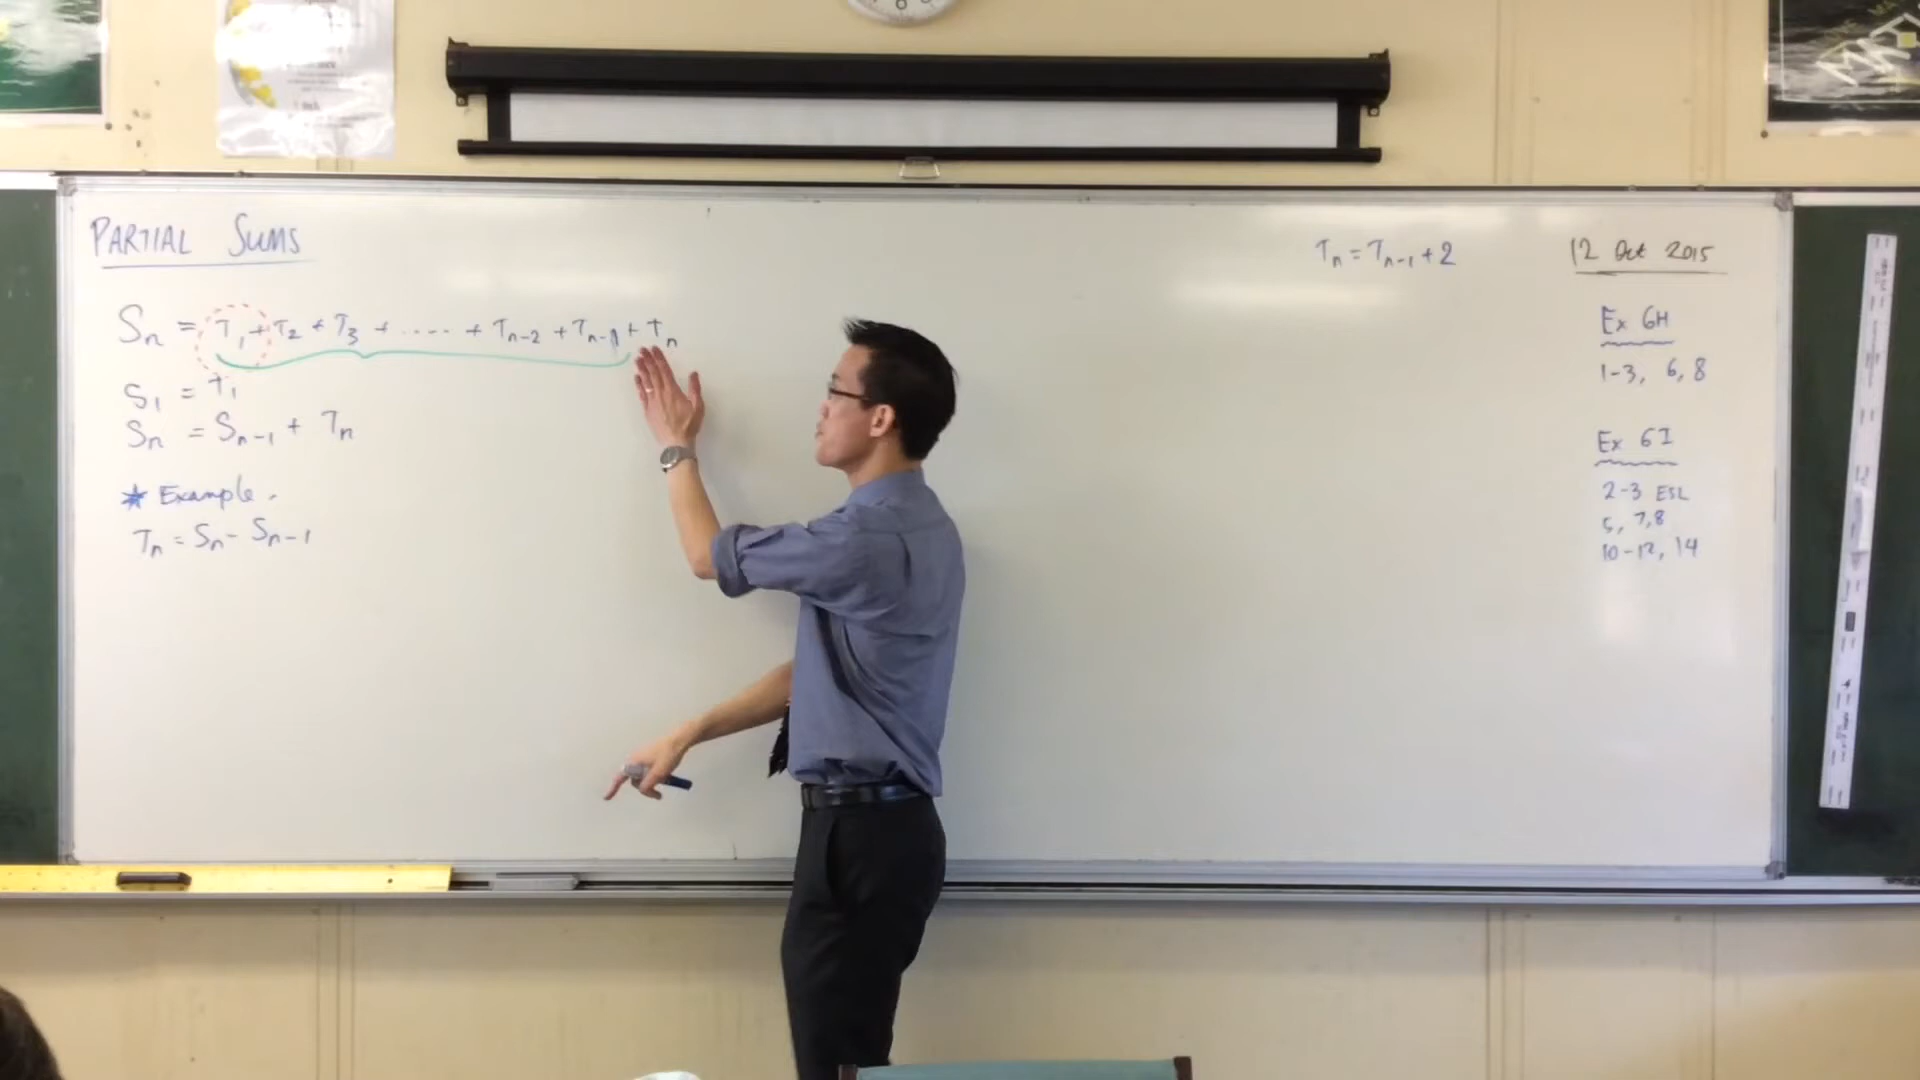 PARTIAL SUMS
Sn = T1 + T2 + T3 + ..... + Tn-2 + Tn-1 + Tn
S1 = T1
Sn = Sn-1 + Tn
* Example.
Tn = Sn - Sn-1
Tn = Tn-1 + 2
12 Oct 2015
Ex 6H
1-3, 6, 8
Ex 6I
2-3 ESL
5, 7, 8
10-12, 14